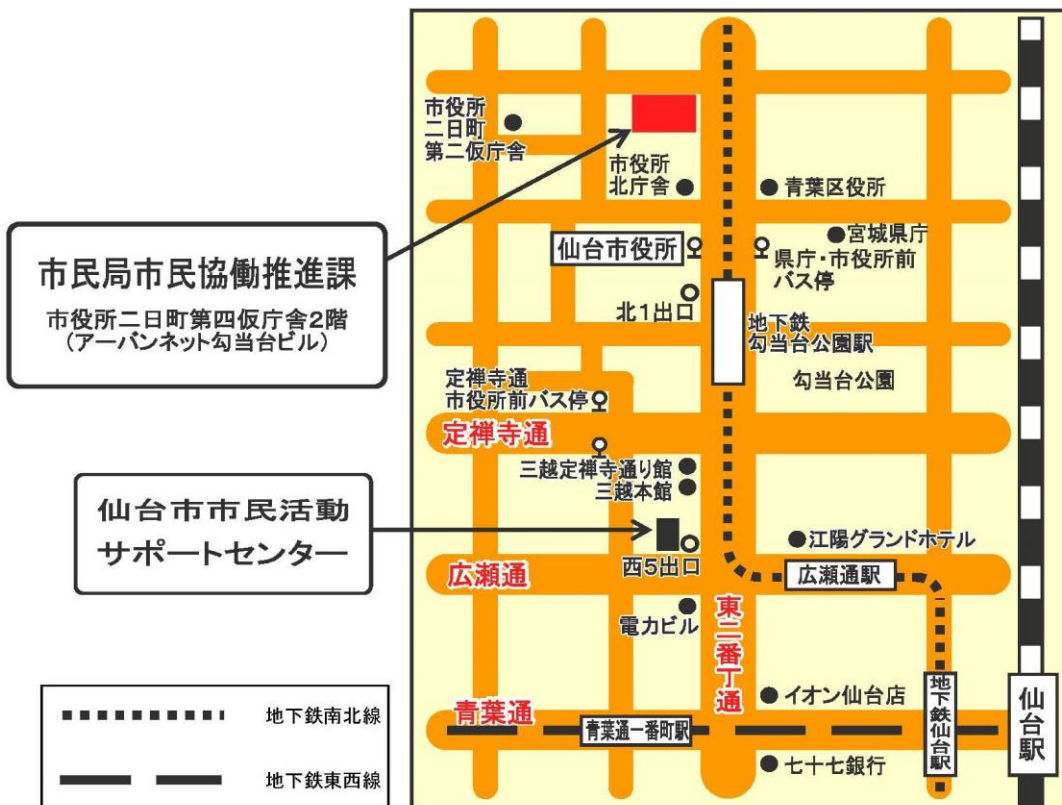 市役所
二日町
第二仮庁舎
市役所
北庁舎
青葉区役所
市民局市民協働推進課
市役所二日町第四仮庁舎2階
(アーバンネット勾当台ビル)
仙台市役所
宮城県庁
県庁・市役所前
バス停
北1出口
地下鉄
勾当台公園駅
勾当台公園
定禅寺通
市役所前バス停
定禅寺通
三越定禅寺通り館
三越本館
仙台市市民活動
サポートセンター
西5出口
江陽グランドホテル
広瀬通
広瀬通駅
電力ビル
東二番丁通
イオン仙台店
地下鉄仙台駅
仙台駅
青葉通
青葉通一番町駅
七十七銀行
地下鉄南北線
地下鉄東西線